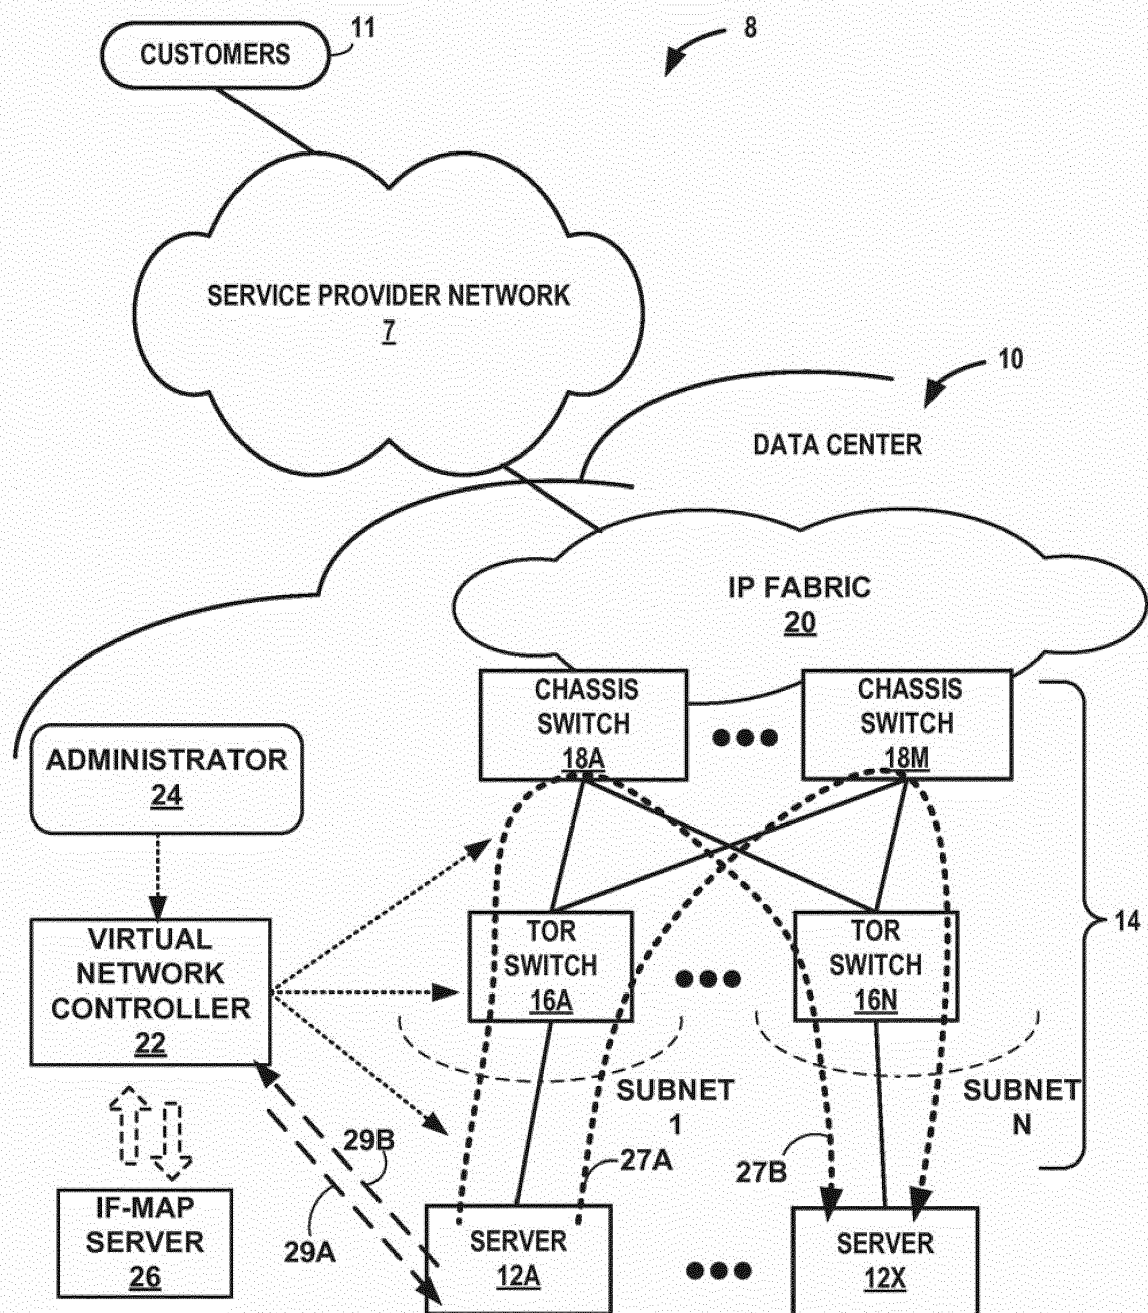 CUSTOMERS
11
8
SERVICE PROVIDER NETWORK
7
10
DATA CENTER
IP FABRIC
20
CHASSIS
SWITCH
18A
CHASSIS
SWITCH
18M
ADMINISTRATOR
24
VIRTUAL
NETWORK
CONTROLLER
22
TOR
SWITCH
16A
TOR
SWITCH
16N
14
SUBNET
1
SUBNET
N
29B
27A
27B
29A
IF-MAP
SERVER
26
SERVER
12A
SERVER
12X